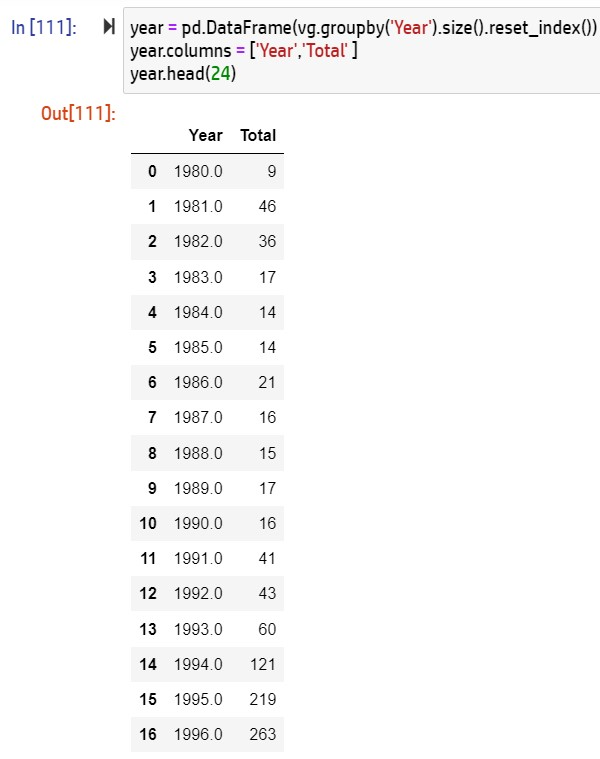 In [111]: year = pd.DataFrame(vg.groupby('Year').size().reset_index())
year.columns = ['Year','Total' ]
year.head(24)
Out[111]:
Year Total
0 1980.0 9
1 1981.0 46
2 1982.0 36
3 1983.0 17
4 1984.0 14
5 1985.0 14
6 1986.0 21
7 1987.0 16
8 1988.0 15
9 1989.0 17
10 1990.0 16
11 1991.0 41
12 1992.0 43
13 1993.0 60
14 1994.0 121
15 1995.0 219
16 1996.0 263